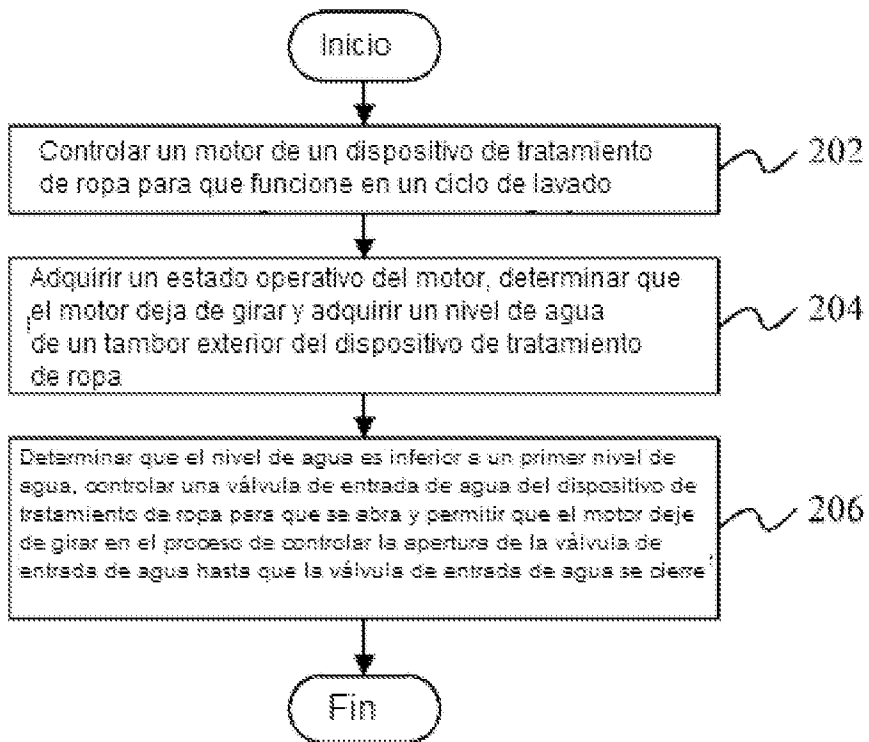 Inicio
Controlar un motor de un dispositivo de tratamiento
de ropa para que funcione en un ciclo de lavado
202
Adquirir un estado operativo del motor, determinar que
el motor deja de girar y adquirir un nivel de agua
de un tambor exterior del dispositivo de tratamiento
de ropa
204
Determinar que el nivel de agua es inferior a un primer nivel de
agua, controlar una válvula de entrada de agua del dispositivo de
tratamiento de ropa para que se abra y permitir que el motor deje
de girar en el proceso de controlar la apertura de la válvula de
entrada de agua hasta que la válvula de entrada de agua se cierre
206
Fin